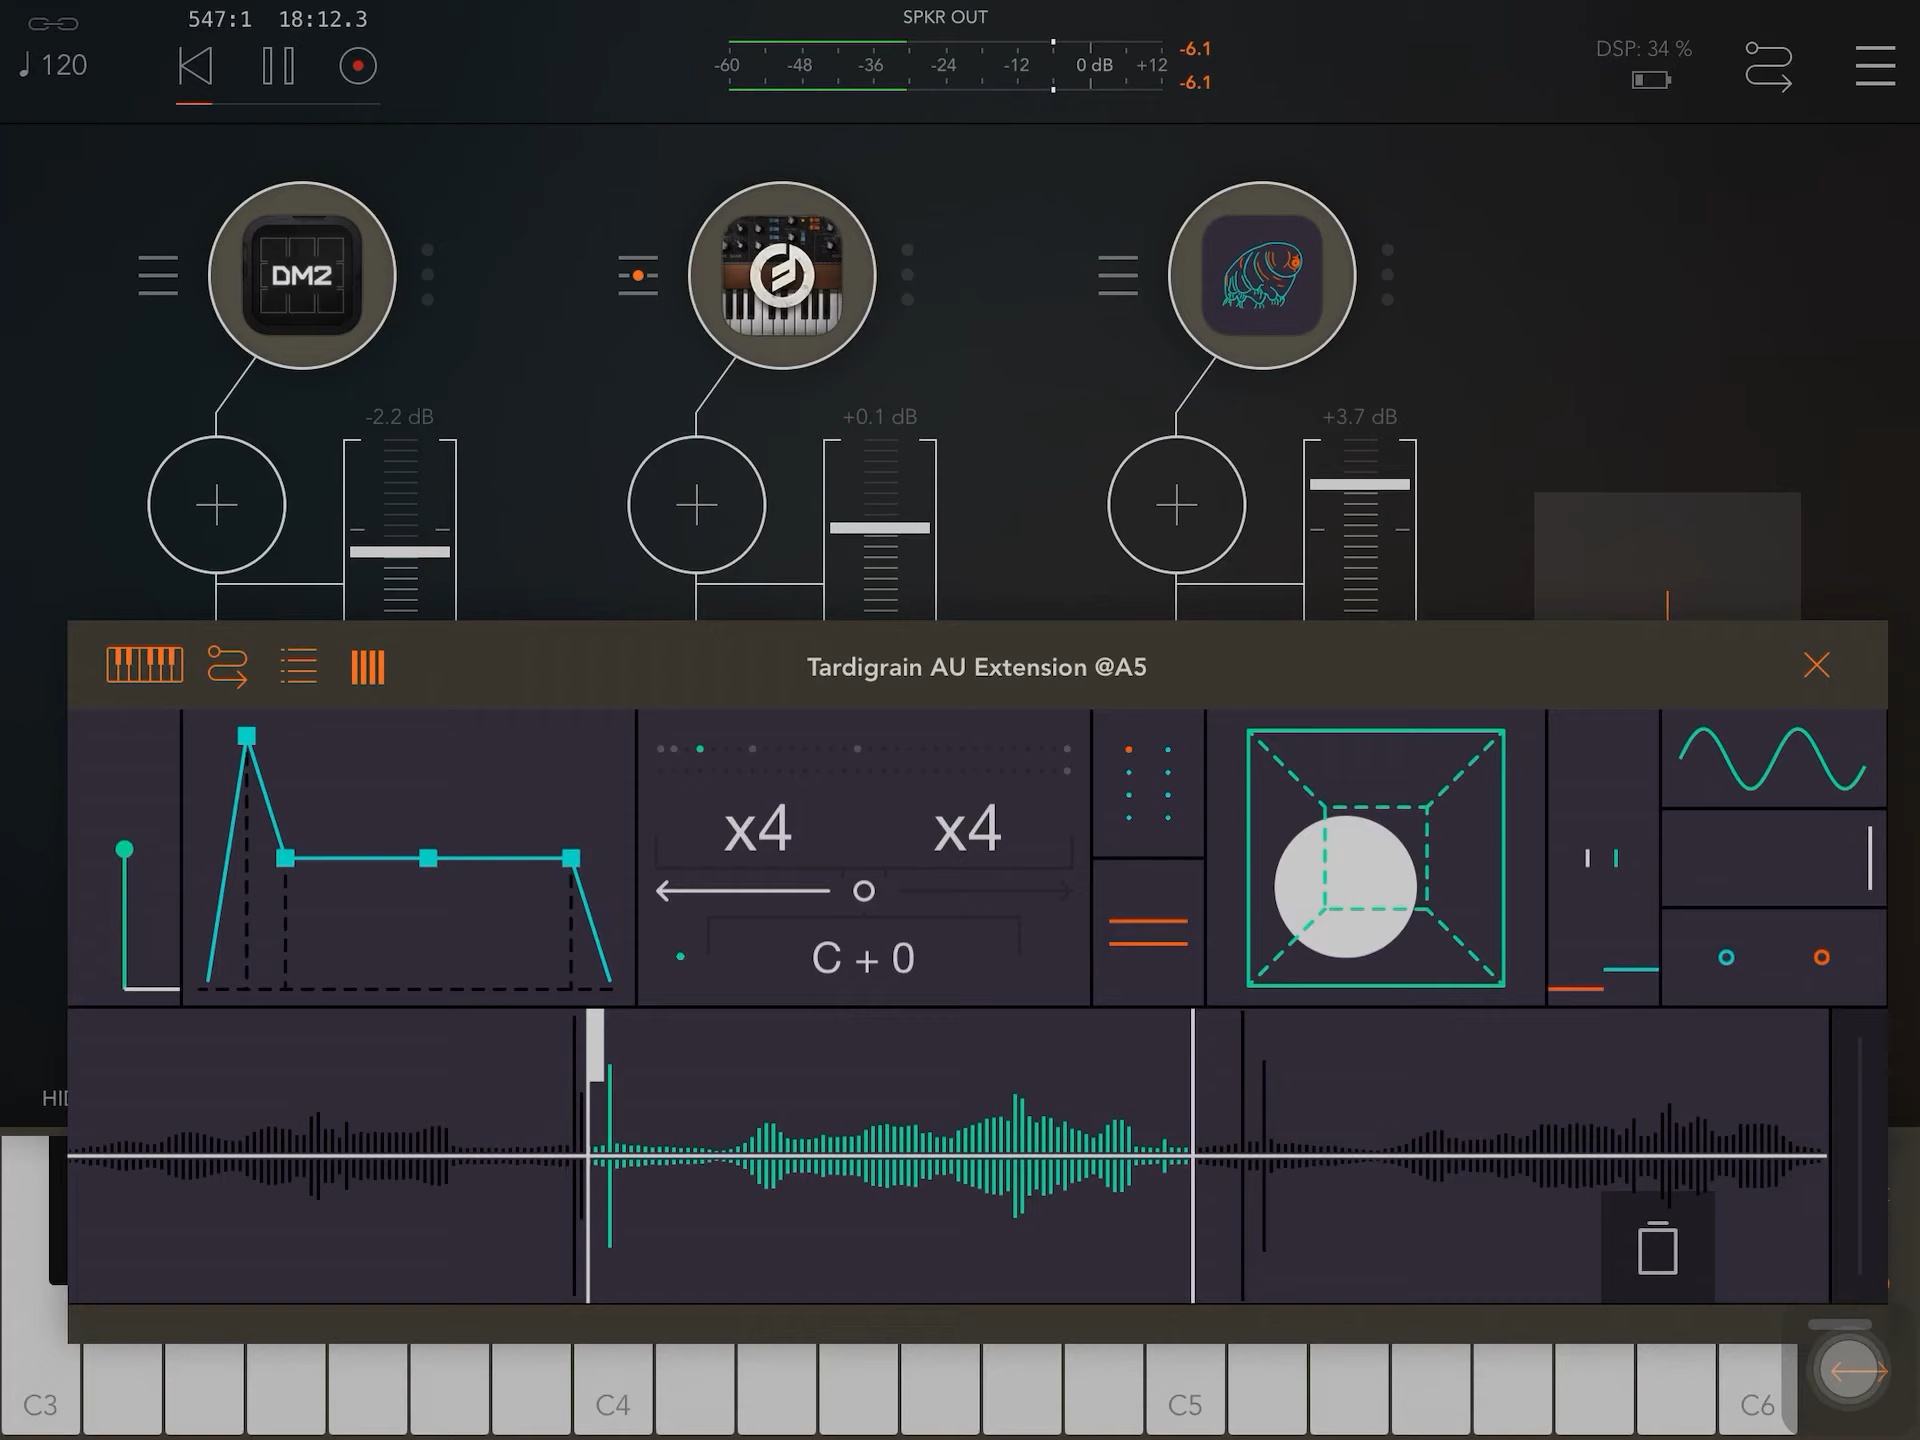 547:1 18:12.3
SPKR OUT
120
-60 -48 -36 -24 -12 0 dB +12
-6.1
-6.1
DSP: 34 %
DM2
-2.2 dB
+0.1 dB
+3.7 dB
Tardigrain AU Extension @A5
x4 x4
C + 0
HI
C3 C4 C5 C6